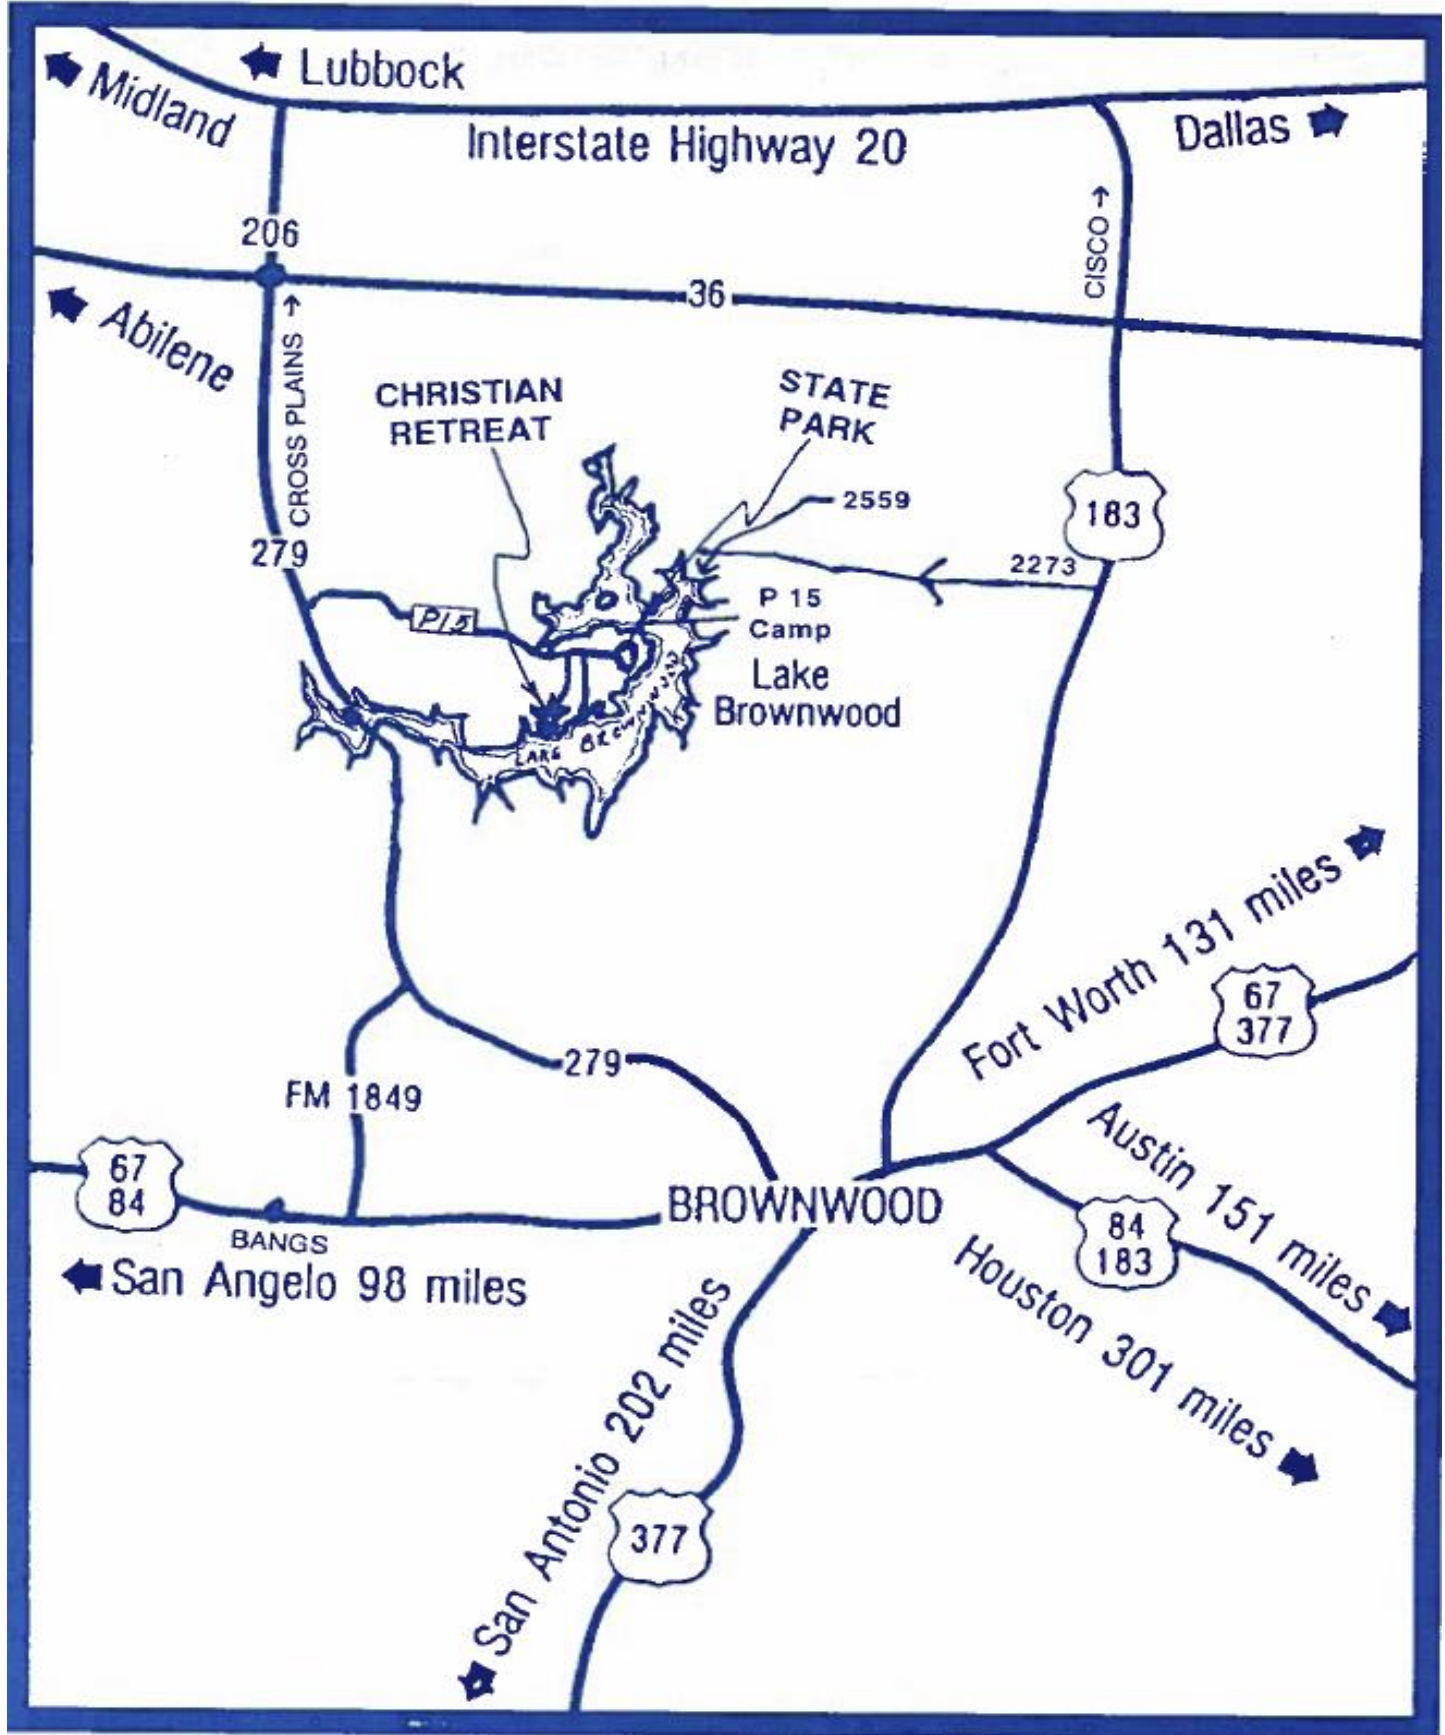 Lubbock
Midland
Interstate Highway 20
Dallas
206
CISCO
36
Abilene
CROSS PLAINS
CHRISTIAN
RETREAT
STATE
PARK
2559
183
279
2273
P15
P 15
Camp
Lake
Brownwood
LAKE BROWNWOOD
Fort Worth 131 miles
67
377
279
FM 1849
Austin 151 miles
67
84
BROWNWOOD
84
183
BANGS
San Angelo 98 miles
Houston 301 miles
San Antonio 202 miles
377